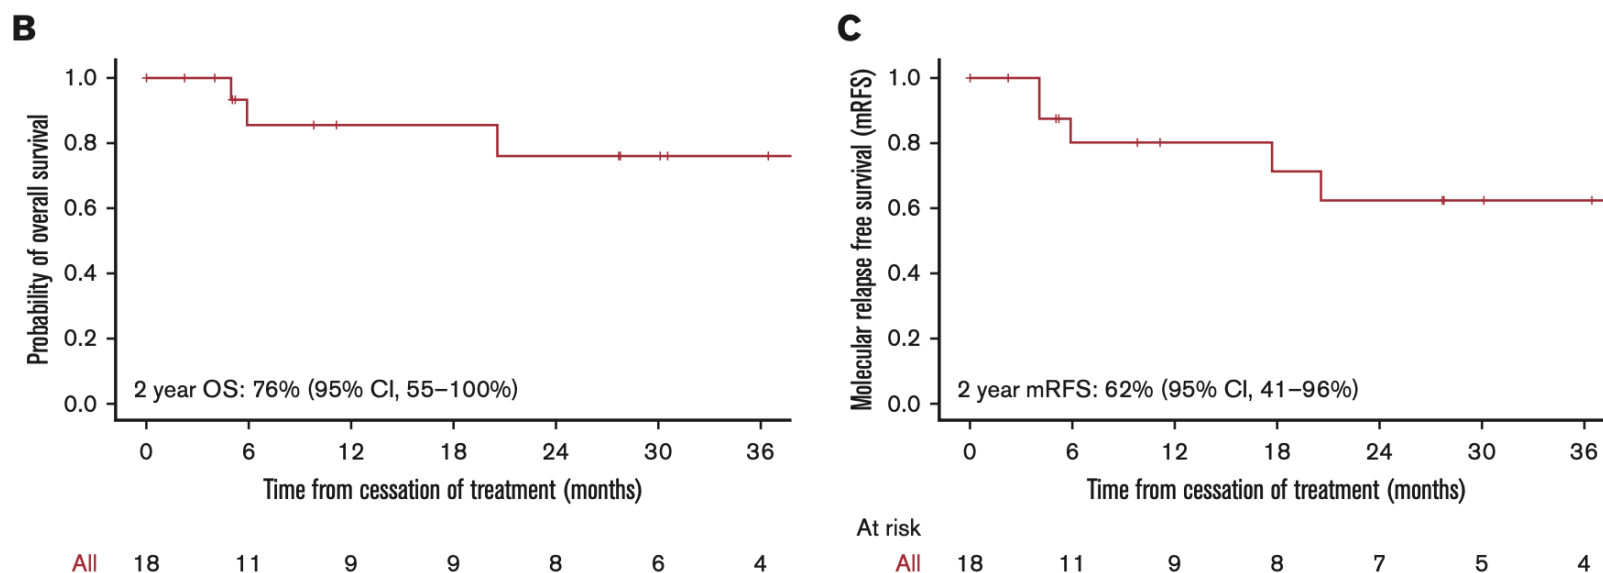 B
Probability of overall survival
1.0
0.8
0.6
0.4
0.2
0.0
2 year OS: 76% (95% CI, 55–100%)
0 6 12 18 24 30 36
Time from cessation of treatment (months)
All 18 11 9 9 8 6 4
C
Molecular relapse free survival (mRFS)
1.0
0.8
0.6
0.4
0.2
0.0
2 year mRFS: 62% (95% CI, 41–96%)
0 6 12 18 24 30 36
Time from cessation of treatment (months)
At risk
All 18 11 9 8 7 5 4